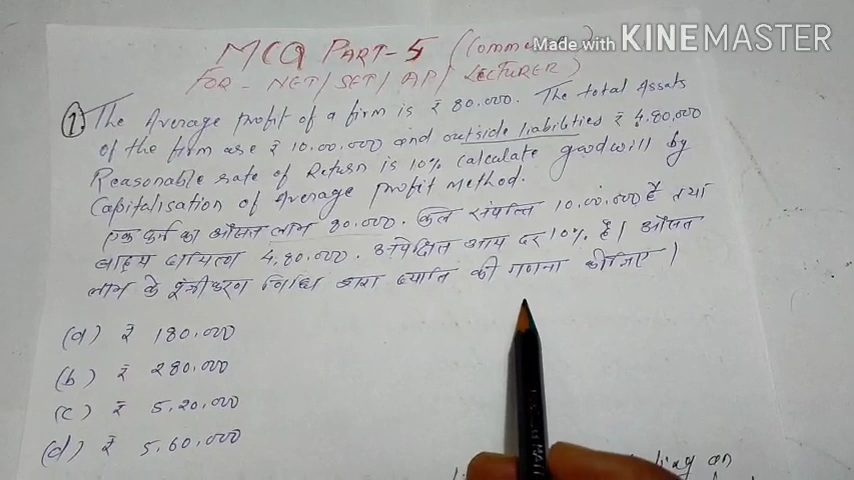 MCQ PART-5 (Commerce)
Made with KINEMASTER
FOR - NET/SET/AP/LECTURER)
1. The Average profit of a firm is ₹ 80,000. The total Assets
of the firm are ₹ 10,00,000 and outside liabilities ₹ 4,80,000
Reasonable rate of Return is 10% calculate goodwill by
Capitalisation of Average profit Method.
एक फर्म का औसत लाभ 80,000. कुल संपत्ति 10,00,000 है तथा
बाह्य दायित्व 4,80,000. अपेक्षित आय दर 10% है। औसत
लाभ के पूंजीकरण विधि द्वारा ख्याति की गणना कीजिए।
(a) ₹ 180,000
(b) ₹ 280,000
(c) ₹ 5,20,000
(d) ₹ 5,60,000
on